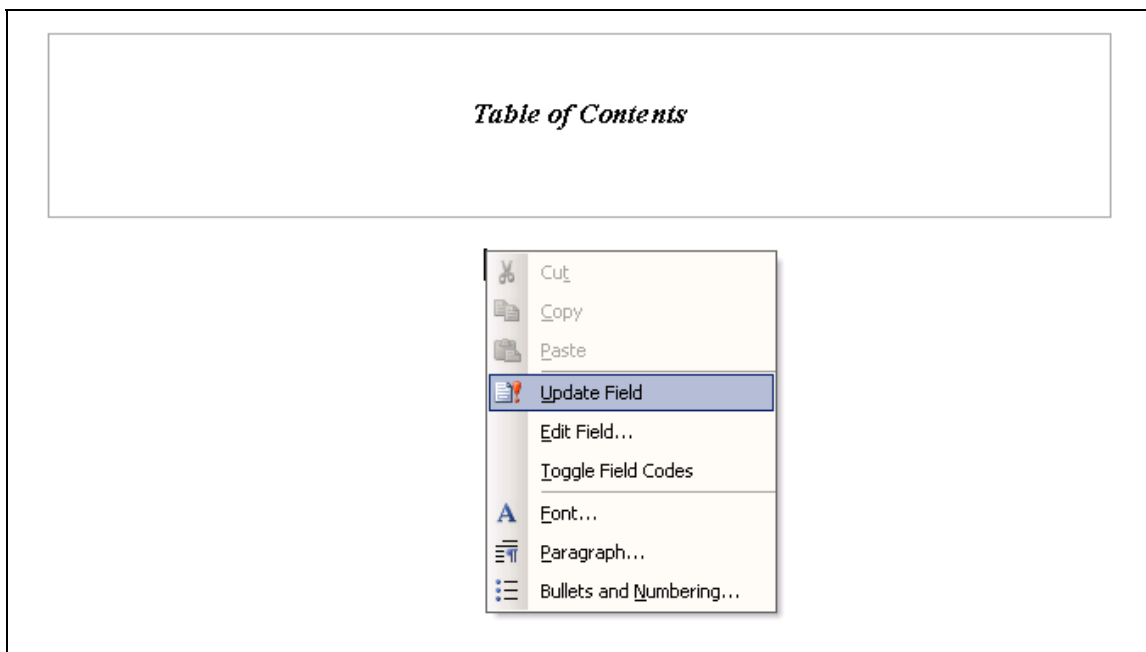 Table of Contents
Cut
Copy
Paste
Update Field
Edit Field...
Toggle Field Codes
Font...
Paragraph...
Bullets and Numbering...